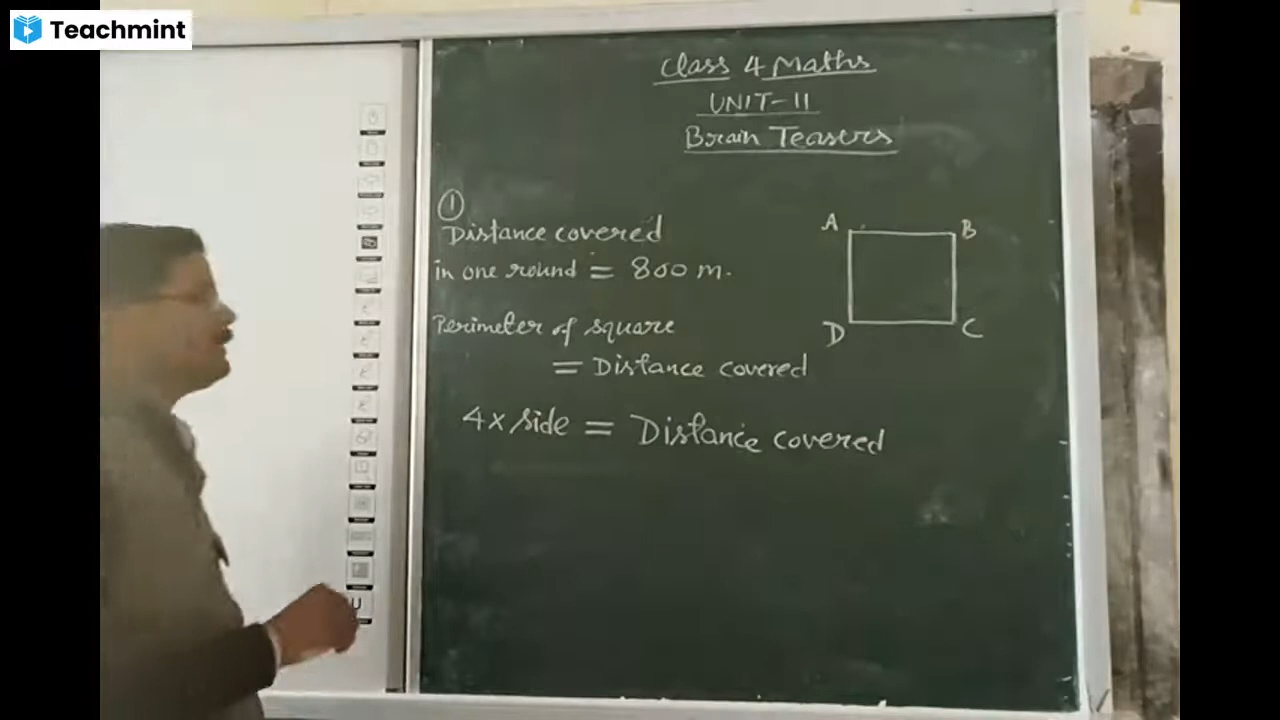 Teachmint
Class 4 Maths
UNIT-11
Brain Teasers
1
Distance covered
in one round = 800 m.
A
B
Perimeter of square
D
C
= Distance covered
4 x side = Distance covered
U